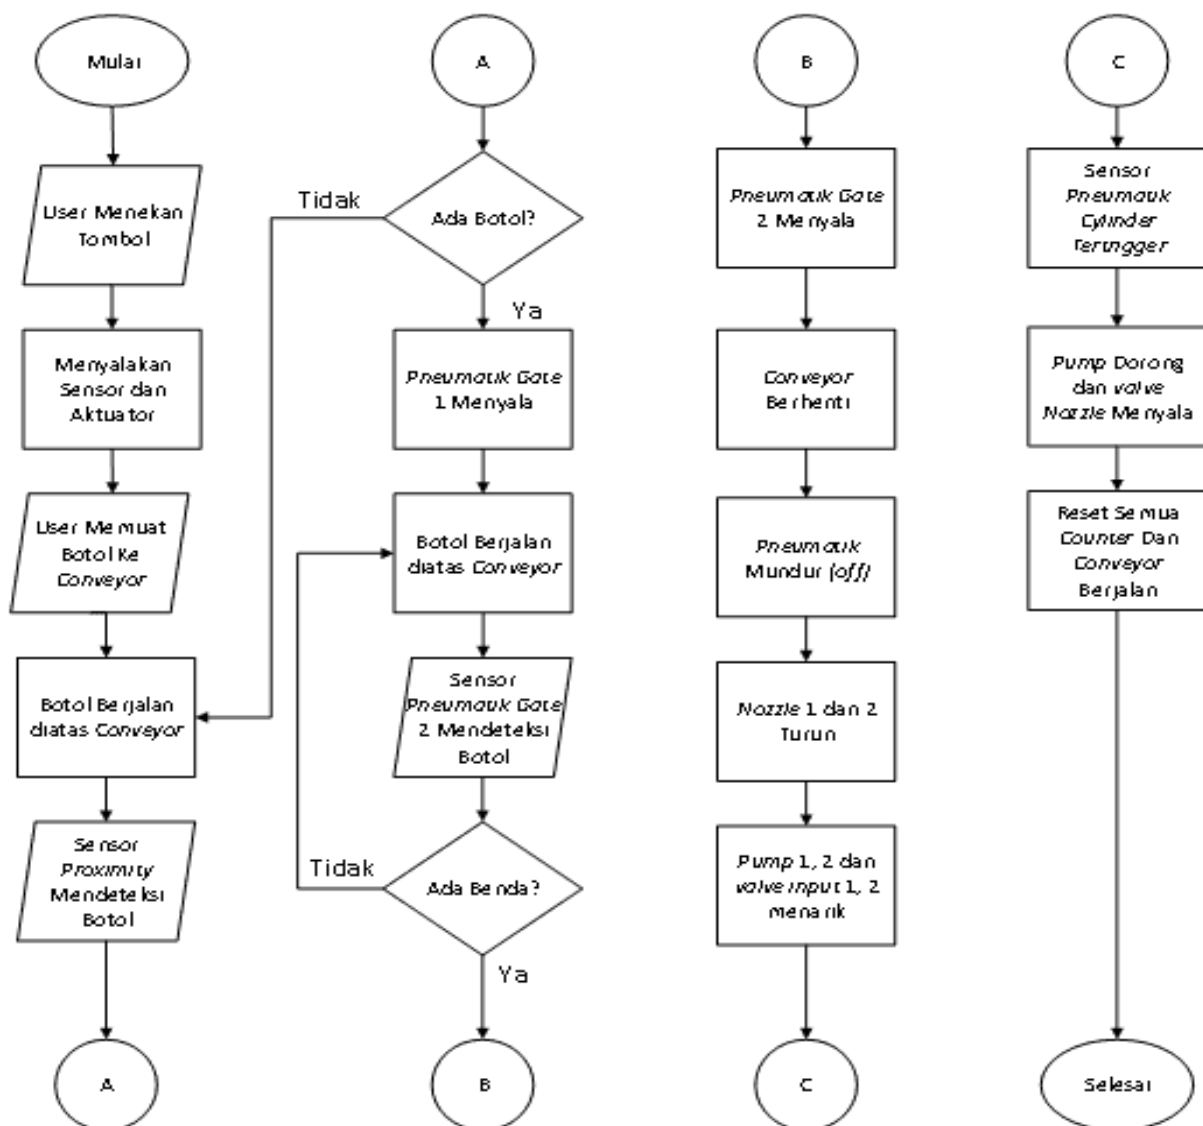 Mulai
User Menekan
Tombol
Menyalakan
Sensor dan
Aktuator
User Memuat
Botol Ke
Conveyor
Botol Berjalan
diatas Conveyor
Sensor
Proximity
Mendeteksi
Botol
A
A
Ada Botol?
Tidak
Ya
Pneumatik Gate
1 Menyala
Botol Berjalan
diatas Conveyor
Sensor
Pneumatik Gate
2 Mendeteksi
Botol
Ada Benda?
Tidak
Ya
B
B
Pneumatik Gate
2 Menyala
Conveyor
Berhenti
Pneumatik
Mundur (off)
Nozzle 1 dan 2
Turun
Pump 1, 2 dan
valve input 1, 2
menarik
C
C
Sensor
Pneumatik
Cylinder
Tertrigger
Pump Dorong
dan valve
Nozzle Menyala
Reset Semua
Counter Dan
Conveyor
Berjalan
Selesai